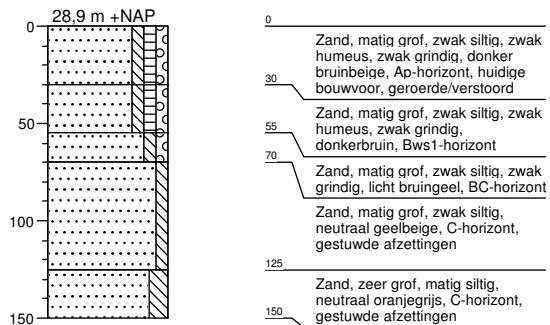 28,9 m +NAP
0
50
100
150
0
Zand, matig grof, zwak siltig, zwak
humeus, zwak grindig, donker
bruinbeige, Ap-horizont, huidige
bouwvoor, geroerde/verstoord
30
Zand, matig grof, zwak siltig, zwak
humeus, zwak grindig,
donkerbruin, Bws1-horizont
55
70
Zand, matig grof, zwak siltig, zwak
grindig, licht bruingeel, BC-horizont
Zand, matig grof, zwak siltig,
neutraal geelbeige, C-horizont,
gestuwde afzettingen
125
Zand, zeer grof, matig siltig,
neutraal oranjegrijs, C-horizont,
gestuwde afzettingen
150